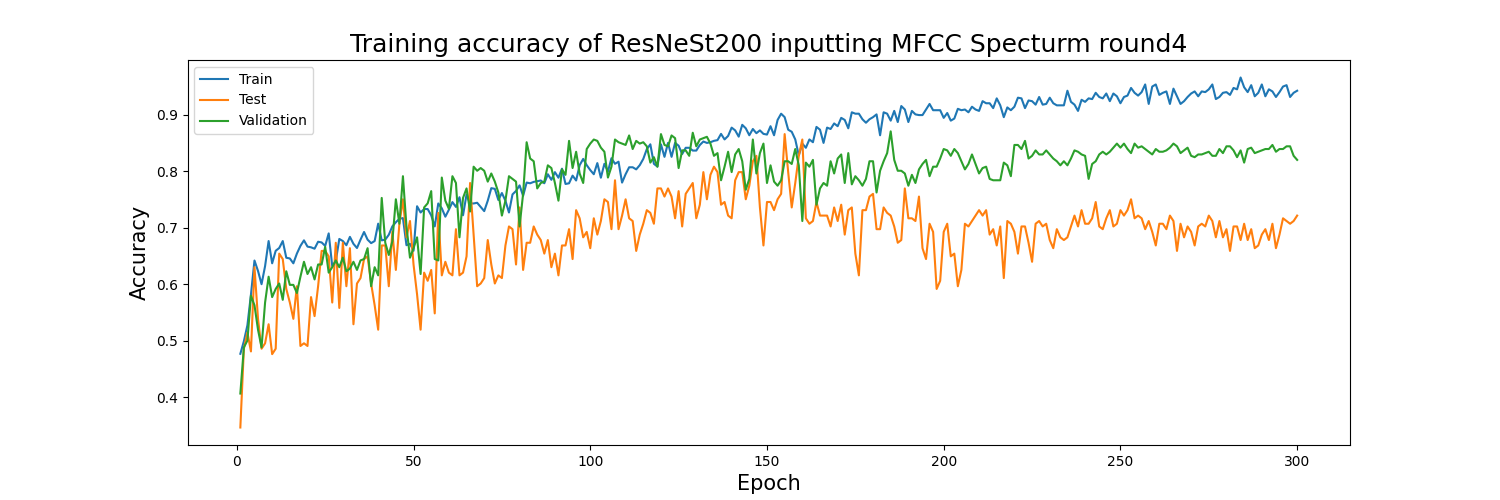 Training accuracy of ResNeSt200 inputting MFCC Specturm round4
Train
Test
Validation
Accuracy
0.9
0.8
0.7
0.6
0.5
0.4
0 50 100 150 200 250 300
Epoch